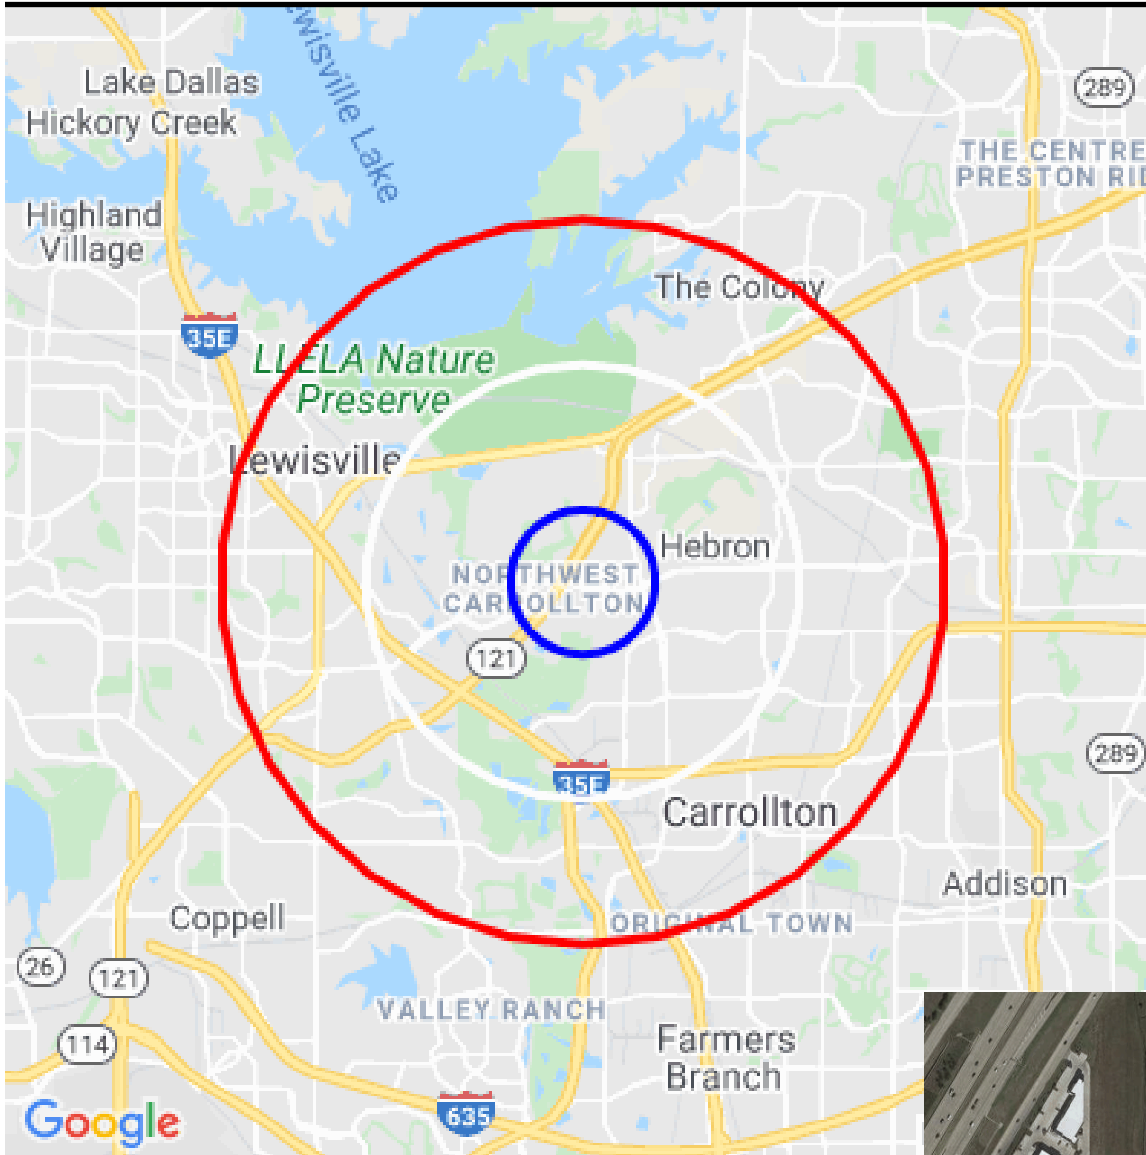 Lewisville Lake
Lake Dallas
Hickory Creek
289
THE CENTRE
Highland
Village
The Colony
35E
LLELA Nature
Preserve
Lewisville
Hebron
NORTHWEST
CARROLLTON
121
289
35E
Carrollton
Addison
Coppell
ORIGINAL TOWN
26
121
VALLEY RANCH
114
Farmers
Branch
635
Google